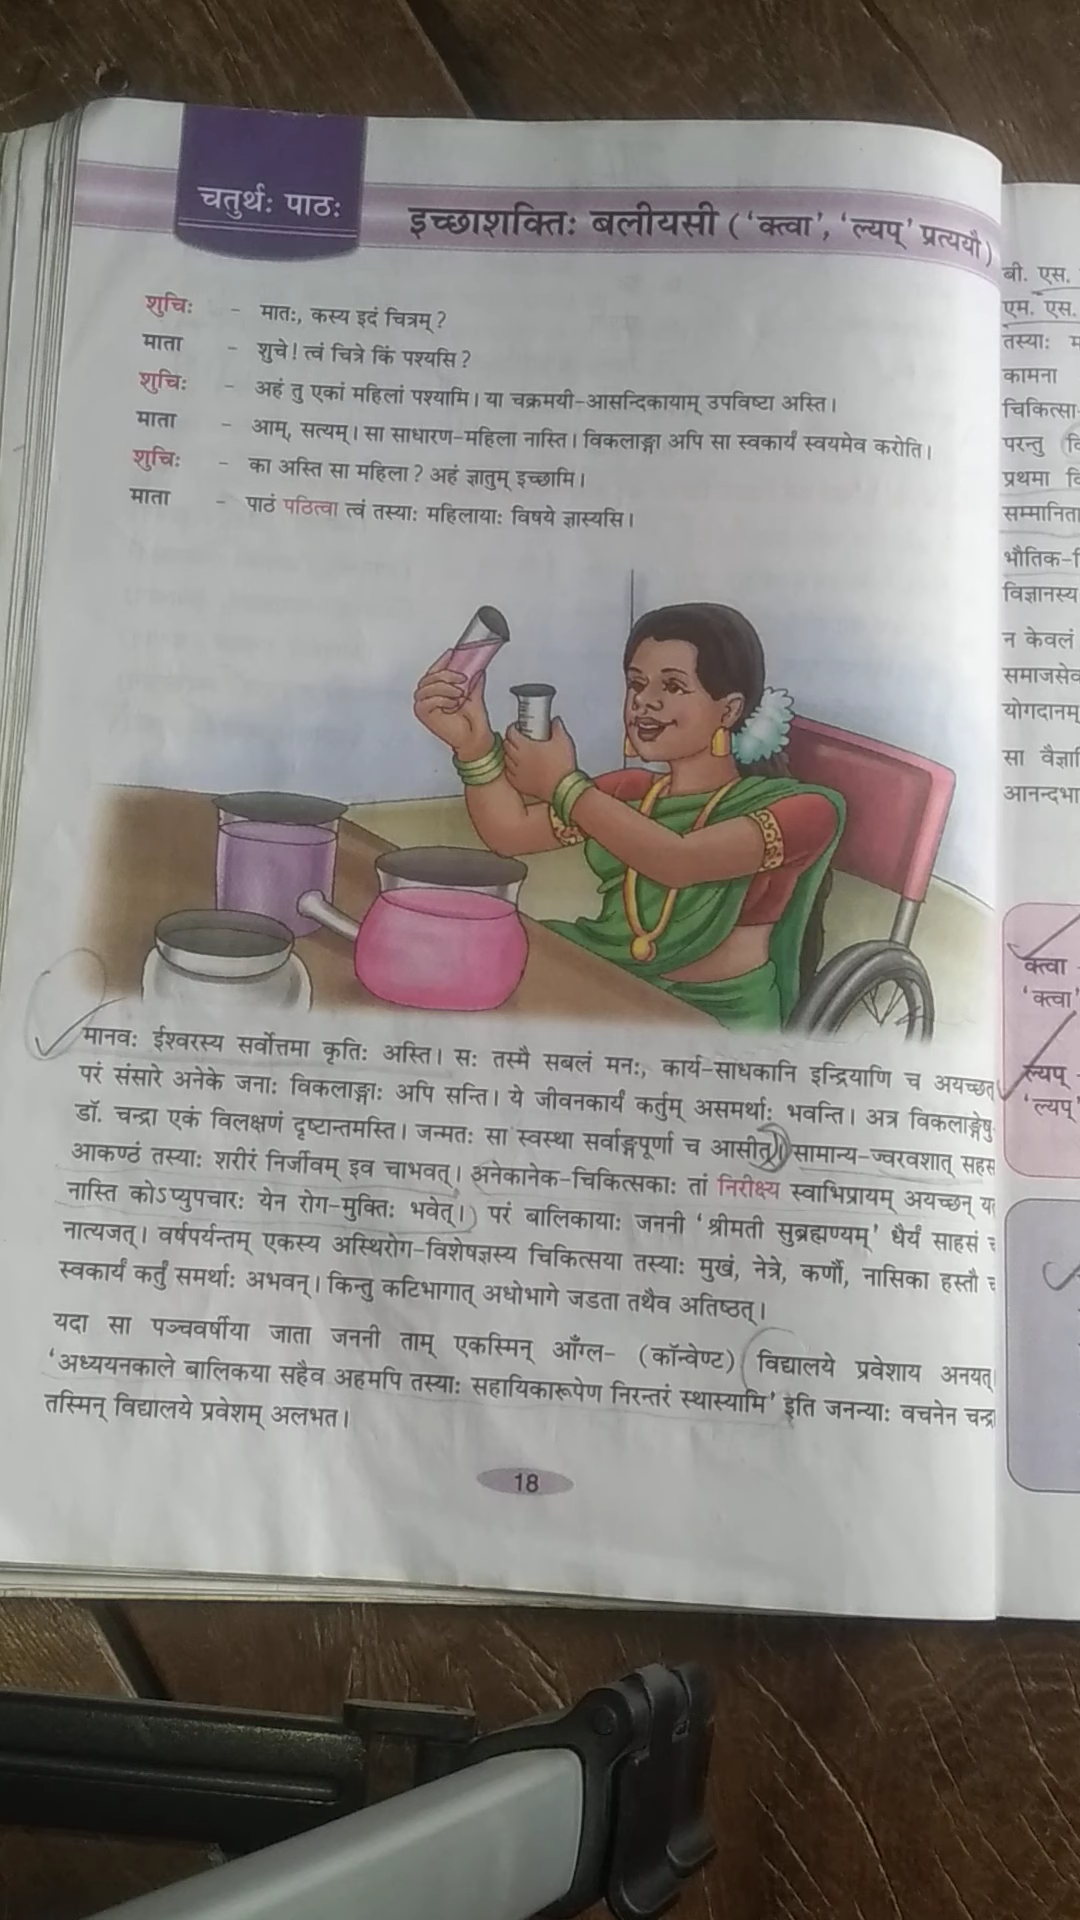 चतुर्थः पाठः
इच्छाशक्तिः बलीयसी (‘क्त्वा’, ‘ल्यप्’ प्रत्ययौ)
शुचिः - मातः, कस्य इदं चित्रम्?
माता - शुचे! त्वं चित्रे किं पश्यसि?
शुचिः - अहं तु एकां महिलां पश्यामि। या चक्रमयी-आसन्दिकायाम् उपविष्टा अस्ति।
माता - आम्, सत्यम्। सा साधारण-महिला नास्ति। विकलाङ्गा अपि सा स्वकार्यं स्वयमेव करोति।
शुचिः - का अस्ति सा महिला? अहं ज्ञातुम् इच्छामि।
माता - पाठं पठित्वा त्वं तस्याः महिलायाः विषये ज्ञास्यसि।
मानवः ईश्वरस्य सर्वोत्तमा कृतिः अस्ति। सः तस्मै सबलं मनः, कार्य-साधकानि इन्द्रियाणि च अयच्छत्
परं संसारे अनेके जनाः विकलाङ्गाः अपि सन्ति। ये जीवनकार्यं कर्तुम् असमर्थाः भवन्ति। अत्र विकलाङ्गेषु
डॉ. चन्द्रा एकं विलक्षणं दृष्टान्तमस्ति। जन्मतः सा स्वस्था सर्वाङ्गपूर्णा च आसीत्। सामान्य-ज्वरवशात्
आकण्ठं तस्याः शरीरं निर्जीवम् इव चाभवत्। अनेकानेक-चिकित्सकाः तां निरीक्ष्य स्वाभिप्रायम् अयच्छन्
नास्ति कोऽप्युपचारः येन रोग-मुक्तिः भवेत्। परं बालिकायाः जननी ‘श्रीमती सुब्रह्मण्यम्’ धैर्यं साहसं
नात्यजत्। वर्षपर्यन्तम् एकस्य अस्थिरोग-विशेषज्ञस्य चिकित्सया तस्याः मुखं, नेत्रे, कर्णौ, नासिका हस्तौ
स्वकार्यं कर्तुं समर्थाः अभवन्। किन्तु कटिभागात् अधोभागे जडता तथैव अतिष्ठत्।
यदा सा पञ्चवर्षीया जाता जननी ताम् एकस्मिन् आँग्ल- (कॉन्वेण्ट) विद्यालये प्रवेशाय अनयत्
‘अध्ययनकाले बालिकया सहैव अहमपि तस्याः सहायिकारूपेण निरन्तरं स्थास्यामि’ इति जनन्याः वचनेन चन्द्रा
तस्मिन् विद्यालये प्रवेशम् अलभत।
18
बी. एस.
एम. एस.
तस्याः
कामना
चिकित्सा-
परन्तु
प्रथमा
सम्मानिता
भौतिक-
विज्ञानस्य
न केवलं
समाजसेव
योगदानम्
सा
आनन्दभा
क्त्वा
‘क्त्वा’
ल्यप्
‘ल्यप्’